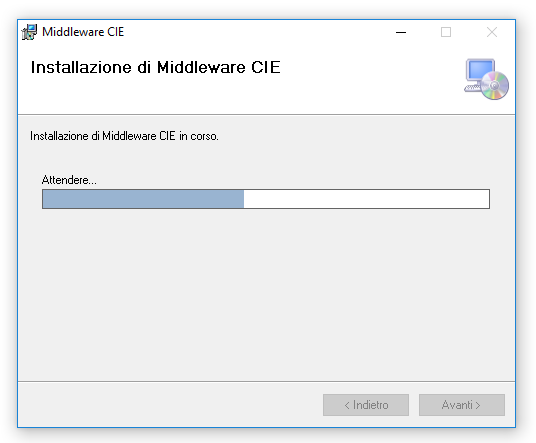 Middleware CIE
Installazione di Middleware CIE
Installazione di Middleware CIE in corso.
Attendere...
< Indietro
Avanti >